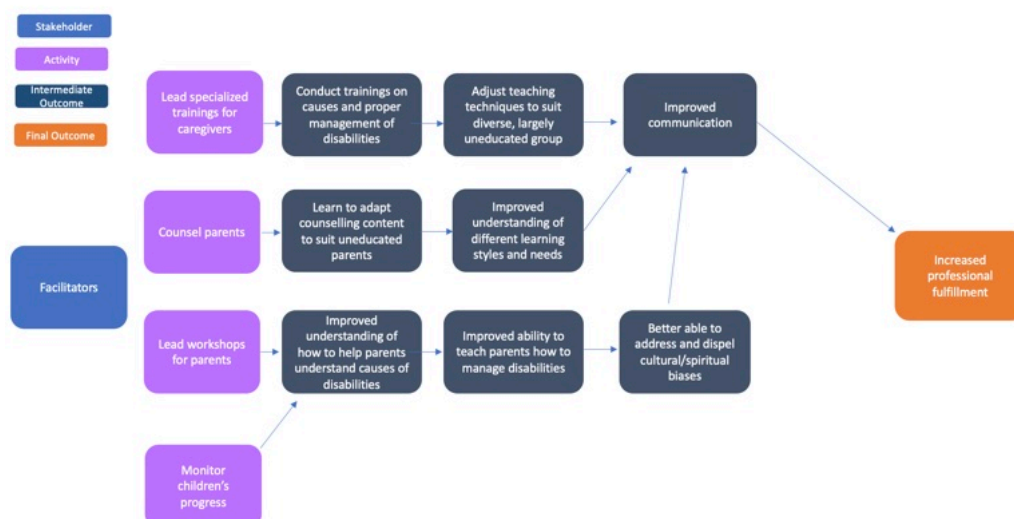 Stakeholder
Activity
Intermediate
Outcome
Final Outcome
Lead specialized
trainings for
caregivers
Conduct trainings on
causes and proper
management of
disabilities
Adjust teaching
techniques to suit
diverse, largely
uneducated group
Improved
communication
Counsel parents
Learn to adapt
counselling content
to suit uneducated
parents
Improved
understanding of
different learning
styles and needs
Facilitators
Increased
professional
fulfillment
Lead workshops
for parents
Improved
understanding of
how to help parents
understand causes of
disabilities
Improved ability to
teach parents how to
manage disabilities
Better able to
address and dispel
cultural/spiritual
biases
Monitor
children's
progress